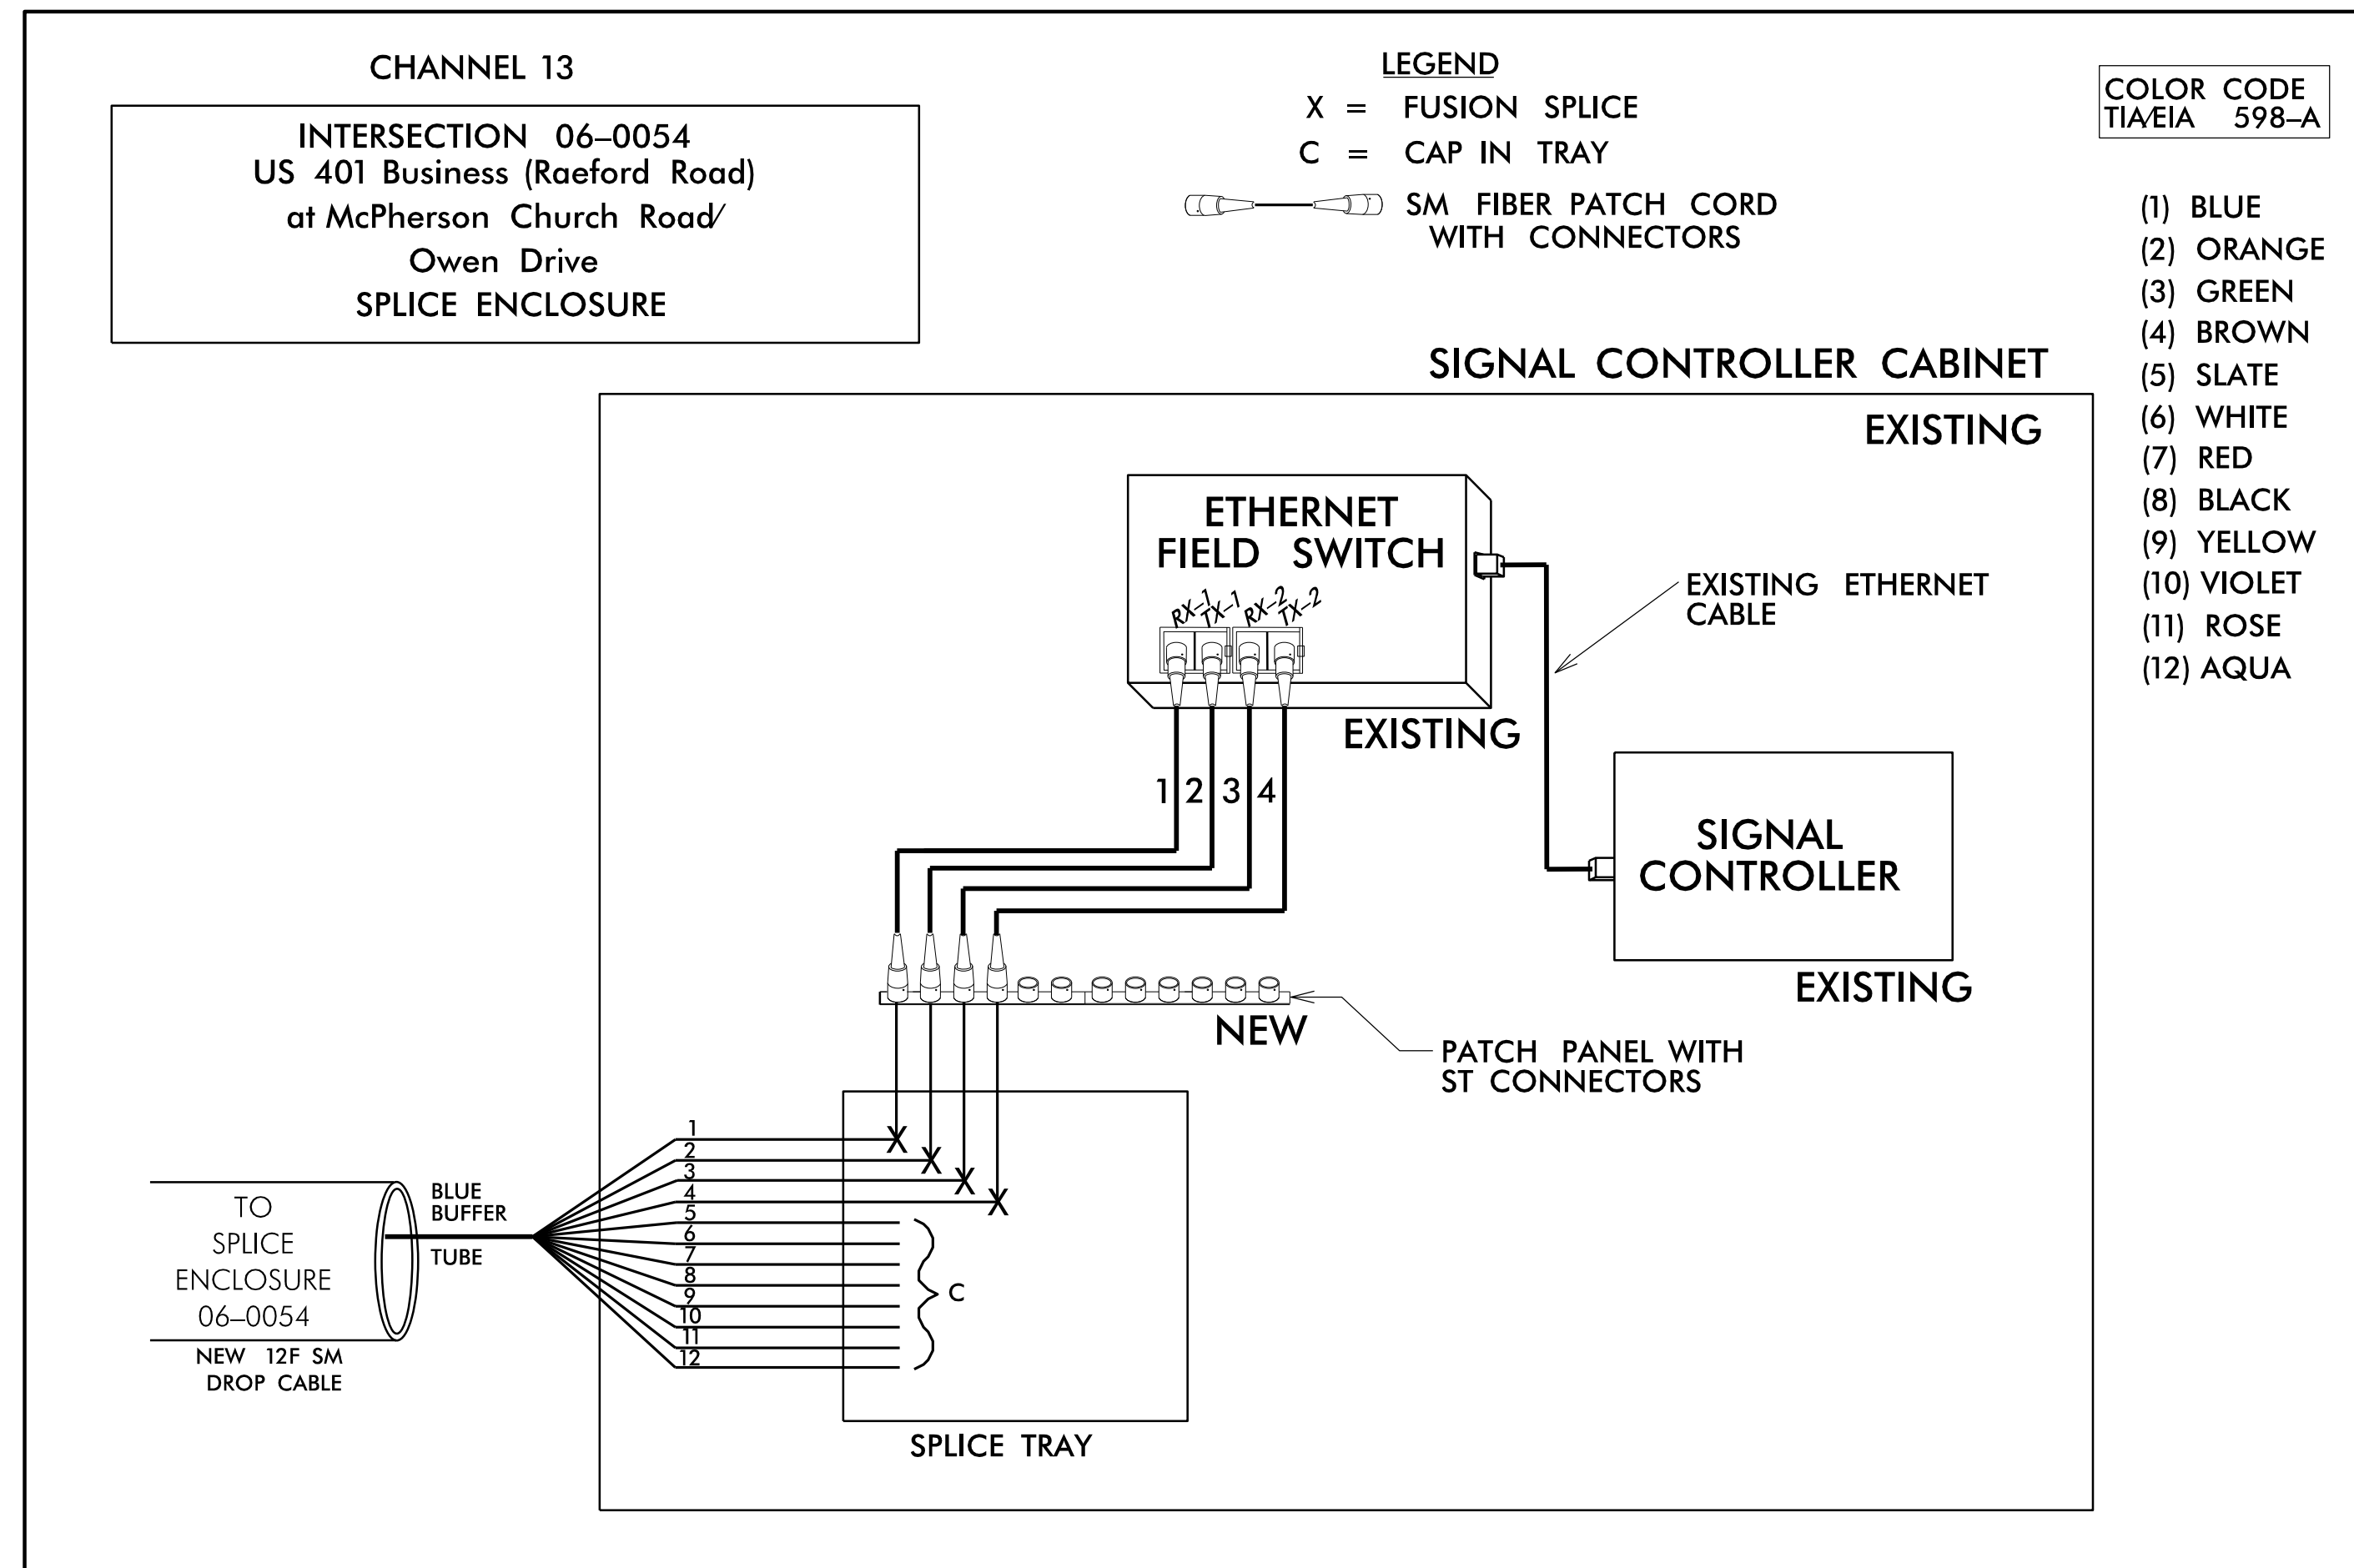 CHANNEL 13
INTERSECTION 06–0054
US 401 Business (Raeford Road)
at McPherson Church Road/
Owen Drive
SPLICE ENCLOSURE
LEGEND
X = FUSION SPLICE
C = CAP IN TRAY
SM FIBER PATCH CORD
WITH CONNECTORS
COLOR CODE
TIA/EIA 598–A
(1) BLUE
(2) ORANGE
(3) GREEN
(4) BROWN
(5) SLATE
(6) WHITE
(7) RED
(8) BLACK
(9) YELLOW
(10) VIOLET
(11) ROSE
(12) AQUA
SIGNAL CONTROLLER CABINET
EXISTING
ETHERNET
FIELD SWITCH
RX–1
TX–1
RX–2
TX–2
EXISTING
EXISTING ETHERNET
CABLE
1 2 3 4
SIGNAL
CONTROLLER
EXISTING
NEW
PATCH PANEL WITH
ST CONNECTORS
X
X
X
X
1
2
3
4
5
6
7
8
9
10
11
12
C
SPLICE TRAY
BLUE
BUFFER
TUBE
TO
SPLICE
ENCLOSURE
06–0054
NEW 12F SM
DROP CABLE